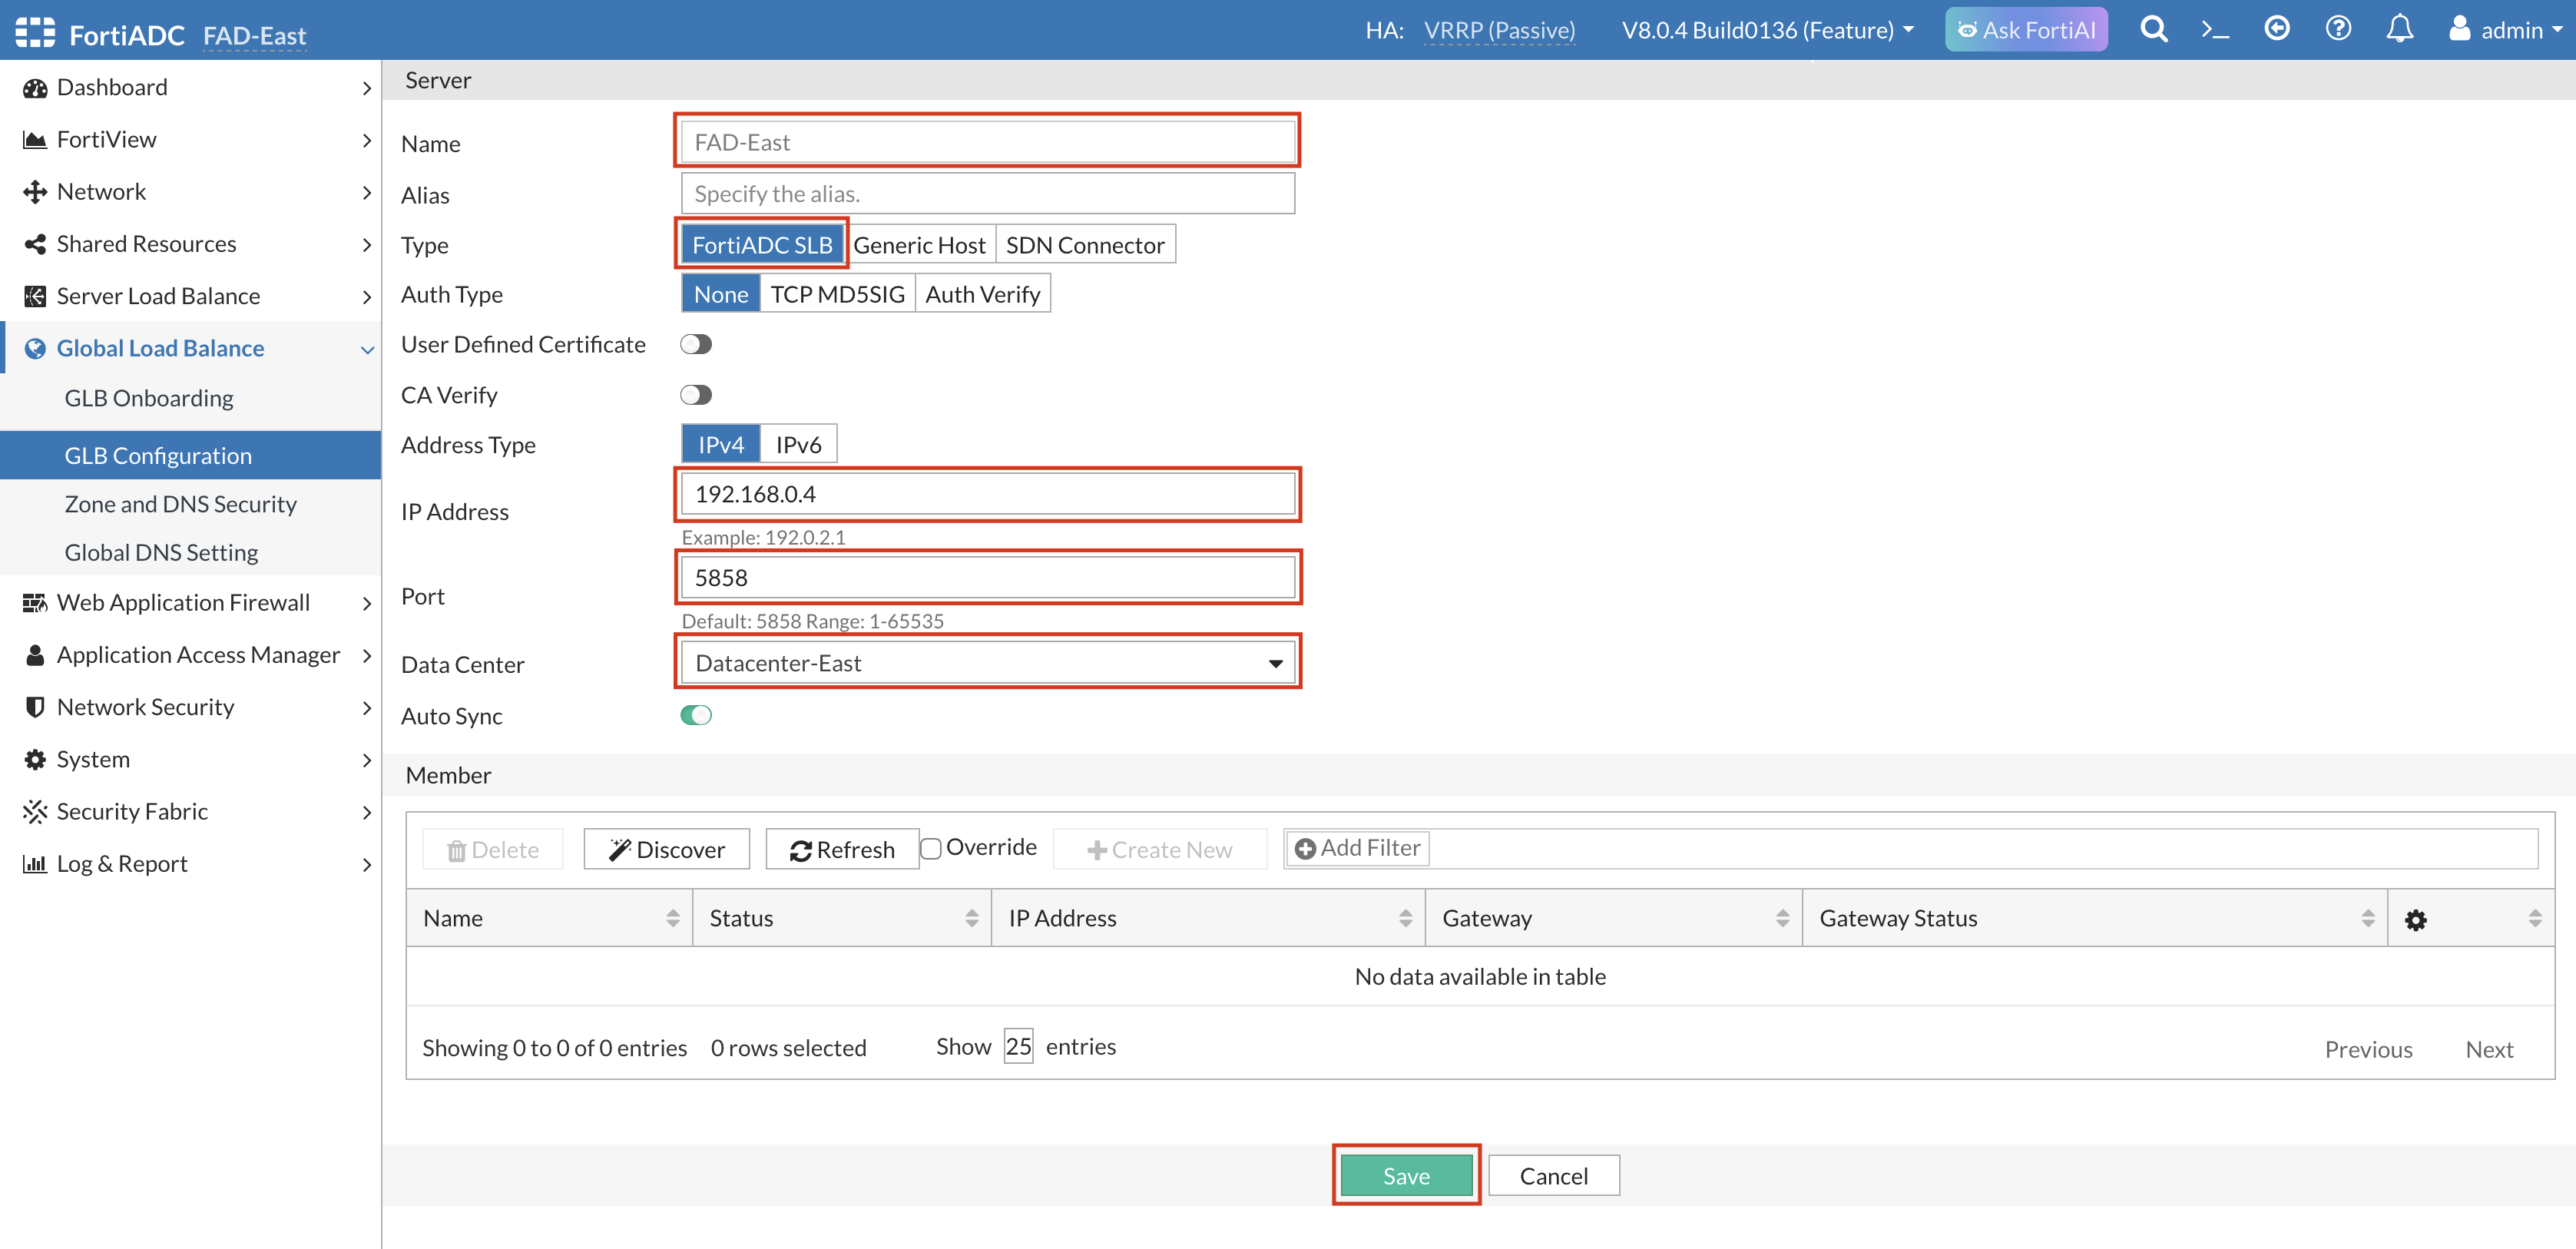 FortiADC FAD-East HA: VRRP (Passive) V8.0.4 Build0136 (Feature) Ask FortiAI >_ ? admin
Dashboard
FortiView
Network
Shared Resources
Server Load Balance
Global Load Balance
GLB Onboarding
GLB Configuration
Zone and DNS Security
Global DNS Setting
Web Application Firewall
Application Access Manager
Network Security
System
Security Fabric
Log & Report
Server
Name FAD-East
Alias Specify the alias.
Type FortiADC SLB Generic Host SDN Connector
Auth Type None TCP MD5SIG Auth Verify
User Defined Certificate
CA Verify
Address Type IPv4 IPv6
IP Address 192.168.0.4
Example: 192.0.2.1
Port 5858
Default: 5858 Range: 1-65535
Data Center Datacenter-East
Auto Sync
Member
Delete Discover Refresh Override Create New Add Filter
Name Status IP Address Gateway Gateway Status
No data available in table
Showing 0 to 0 of 0 entries 0 rows selected Show 25 entries Previous Next
Save Cancel